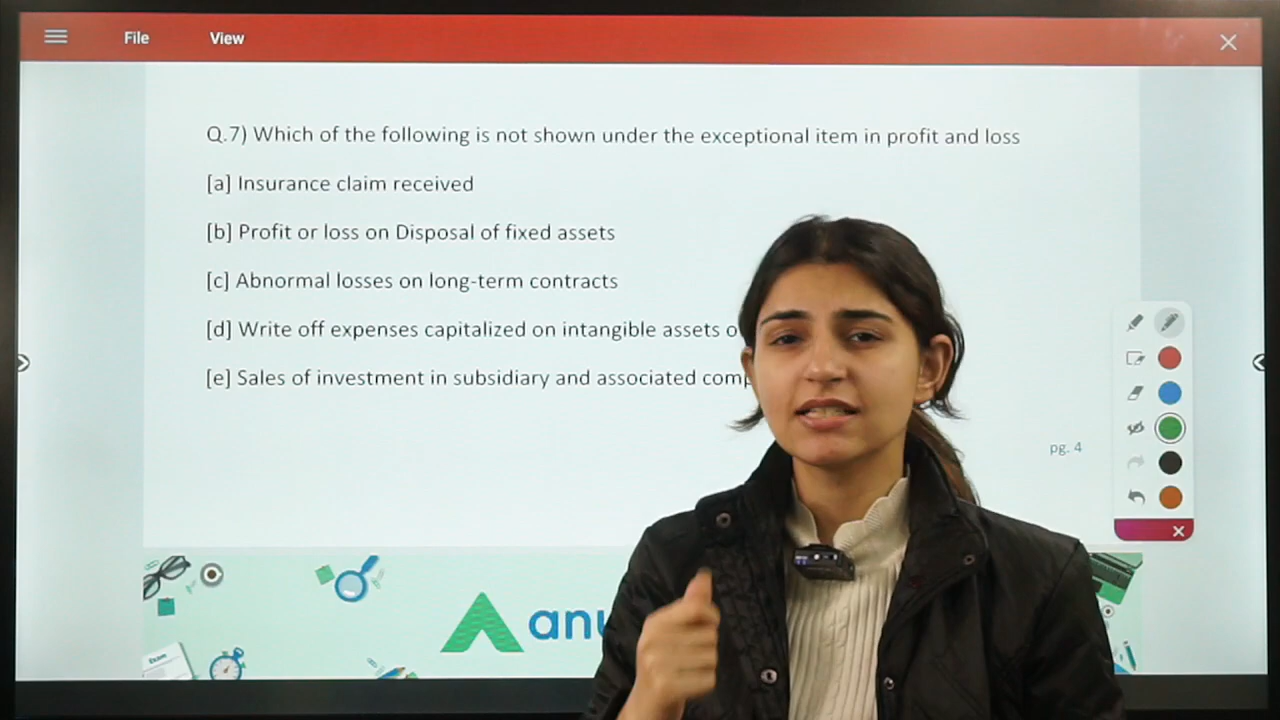 File View
Q.7) Which of the following is not shown under the exceptional item in profit and loss
[a] Insurance claim received
[b] Profit or loss on Disposal of fixed assets
[c] Abnormal losses on long-term contracts
[d] Write off expenses capitalized on intangible assets
[e] Sales of investment in subsidiary and associated
pg. 4
Exam